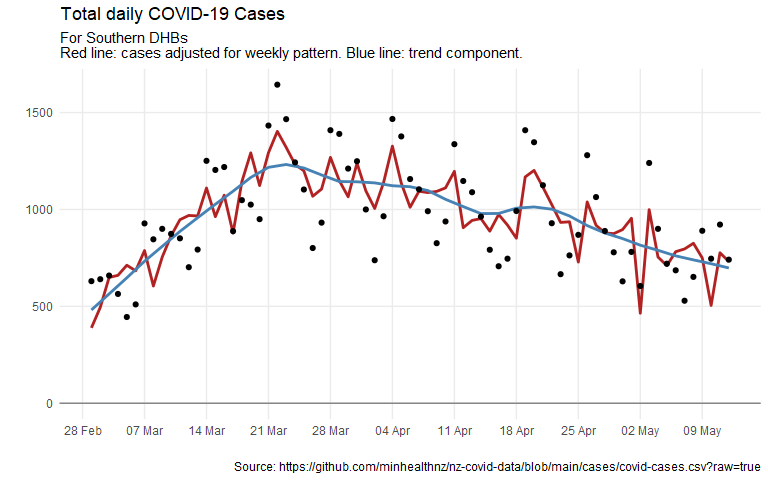 Total daily COVID-19 Cases
For Southern DHBs
Red line: cases adjusted for weekly pattern. Blue line: trend component.
1500
1000
500
0
28 Feb 07 Mar 14 Mar 21 Mar 28 Mar 04 Apr 11 Apr 18 Apr 25 Apr 02 May 09 May
Source: https://github.com/minhealthnz/nz-covid-data/blob/main/cases/covid-cases.csv?raw=true